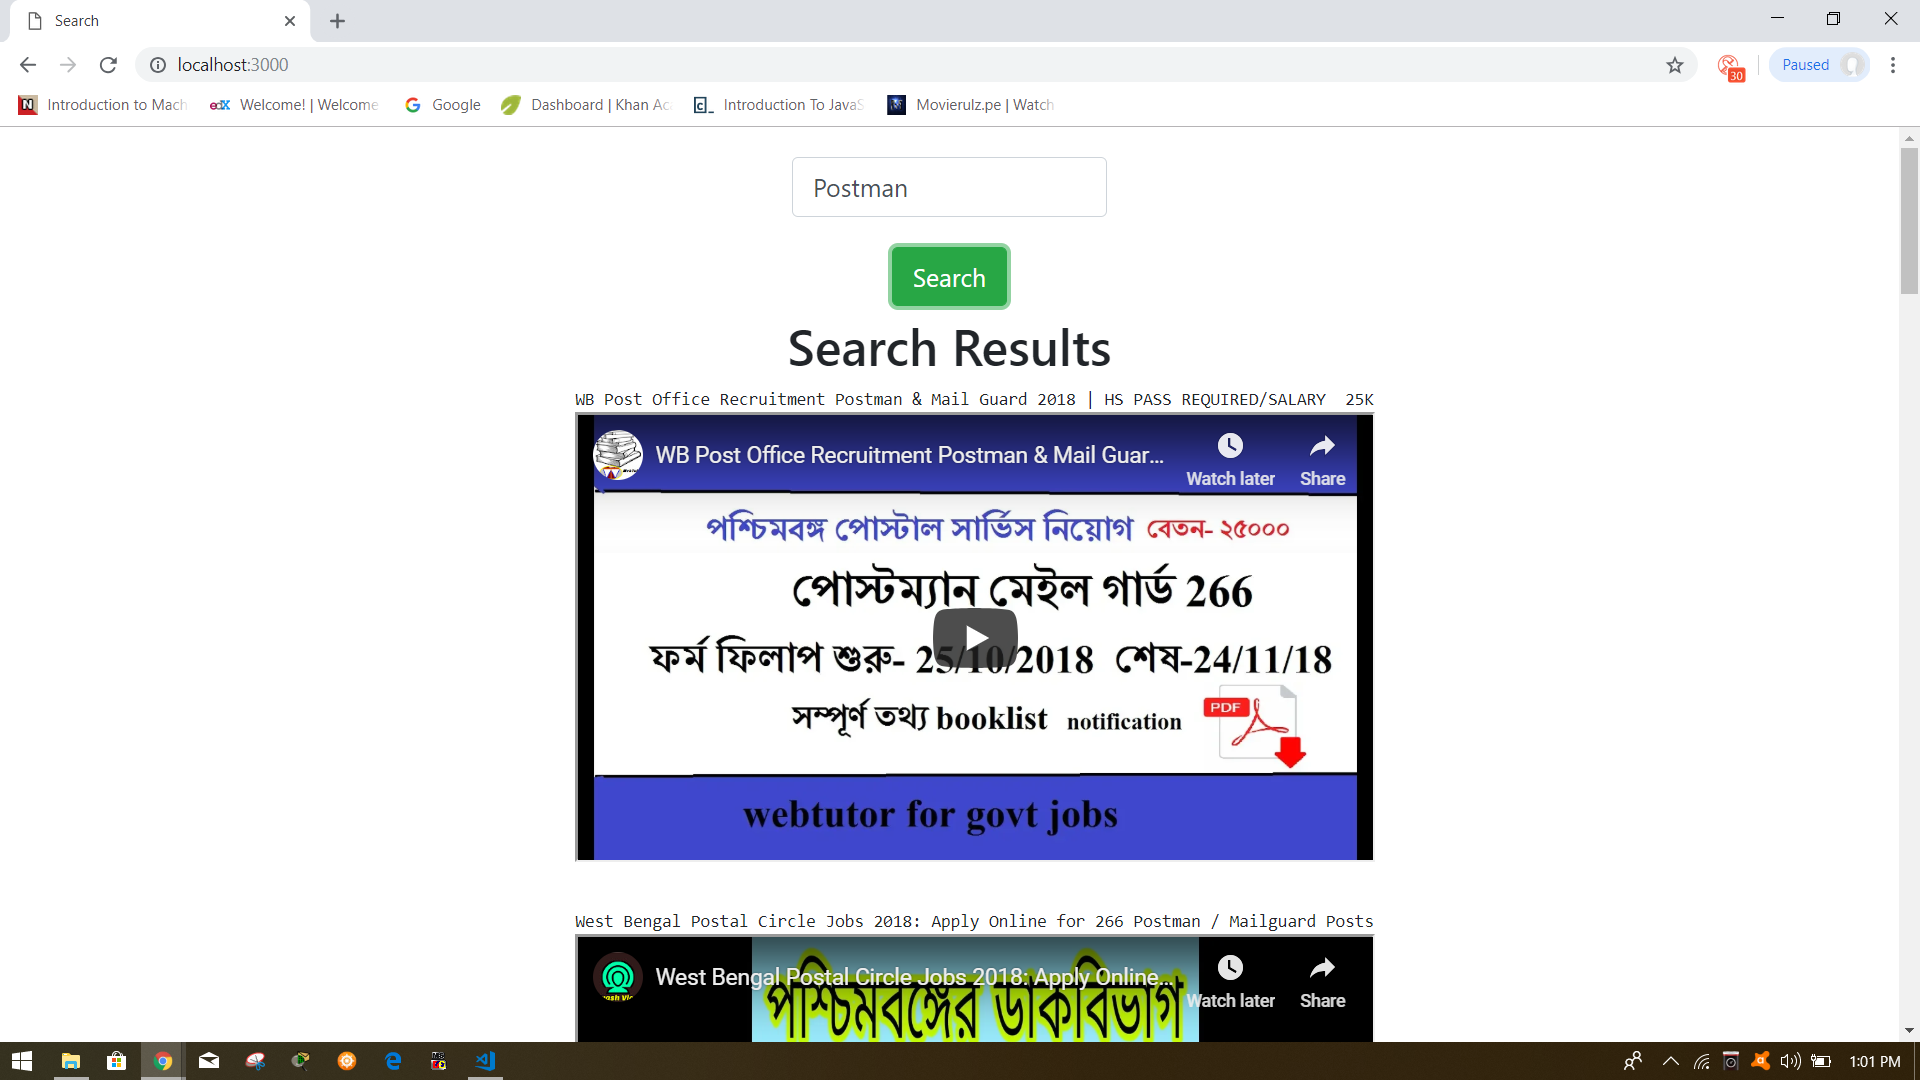 Search
localhost:3000
30
Paused
Introduction to Mach
Welcome! | Welcome
Google
Dashboard | Khan Ac
Introduction To JavaS
Movierulz.pe | Watch
Postman
Search
Search Results
WB Post Office Recruitment Postman & Mail Guard 2018 | HS PASS REQUIRED/SALARY 25K
WB Post Office Recruitment Postman & Mail Guar...
Watch later
Share
পশ্চিমবঙ্গ পোস্টাল সার্ভিস নিয়োগ বেতন- ২৫০০০
পোস্টম্যান মেইল গার্ড 266
ফর্ম ফিলাপ শুরু- 25/10/2018 শেষ-24/11/18
সম্পূর্ণ তথ্য booklist notification
PDF
webtutor for govt jobs
West Bengal Postal Circle Jobs 2018: Apply Online for 266 Postman / Mailguard Posts
West Bengal Postal Circle Jobs 2018: Apply Online...
Watch later
Share
পশ্চিমবঙ্গের ডাকবিভাগ
1:01 PM